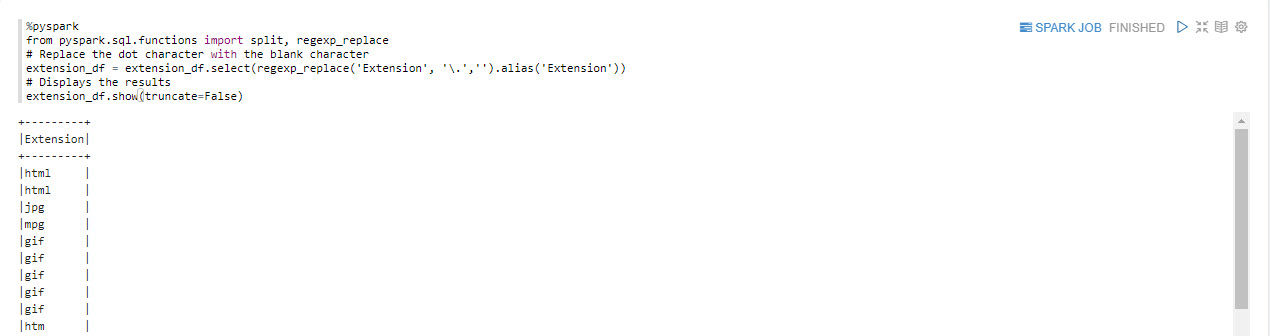 %pyspark
SPARK JOB FINISHED
from pyspark.sql.functions import split, regexp_replace
# Replace the dot character with the blank character
extension_df = extension_df.select(regexp_replace('Extension', '\.','').alias('Extension'))
# Displays the results
extension_df.show(truncate=False)
+---------+
|Extension|
+---------+
|html     |
|html     |
|jpg      |
|mpg      |
|gif      |
|gif      |
|gif      |
|gif      |
|gif      |
|htm      |